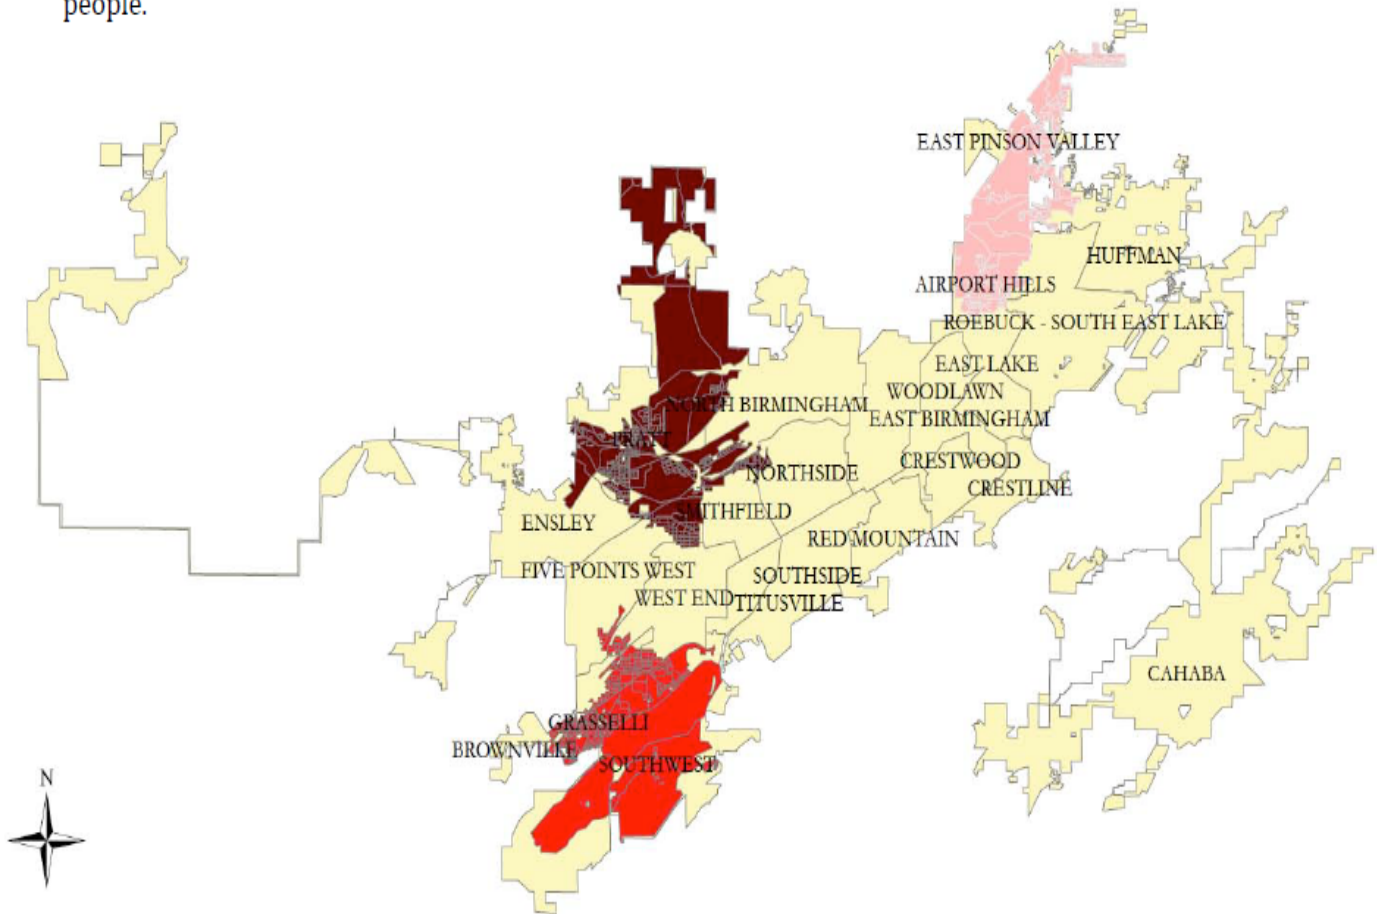 people.
EAST PINSON VALLEY
HUFFMAN
AIRPORT HILLS
ROEBUCK - SOUTH EAST LAKE
EAST LAKE
WOODLAWN
NORTH BIRMINGHAM
EAST BIRMINGHAM
PRATT
CRESTWOOD
NORTHSIDE
CRESTLINE
SMITHFIELD
ENSLEY
RED MOUNTAIN
FIVE POINTS WEST
SOUTHSIDE
WEST END
TITUSVILLE
CAHABA
GRASSELLI
BROWNVILLE
SOUTHWEST
N